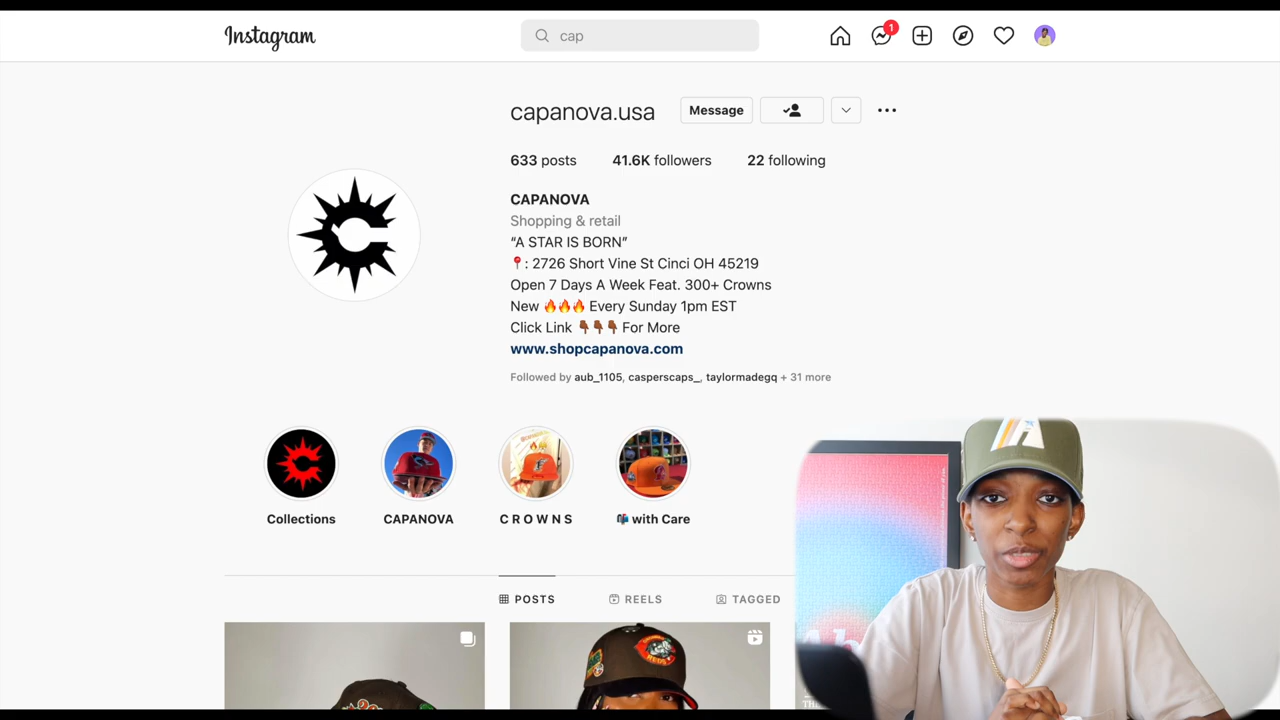 Instagram
cap
1
capanova.usa
Message
633 posts 41.6K followers 22 following
CAPANOVA
Shopping & retail
“A STAR IS BORN”
📍: 2726 Short Vine St Cinci OH 45219
Open 7 Days A Week Feat. 300+ Crowns
New 🔥🔥🔥 Every Sunday 1pm EST
Click Link 👇🏾👇🏾👇🏾 For More
www.shopcapanova.com
Followed by aub_1105, casperscaps_, taylormadegq + 31 more
Collections
CAPANOVA
C R O W N S
📬 with Care
POSTS
REELS
TAGGED
REDS